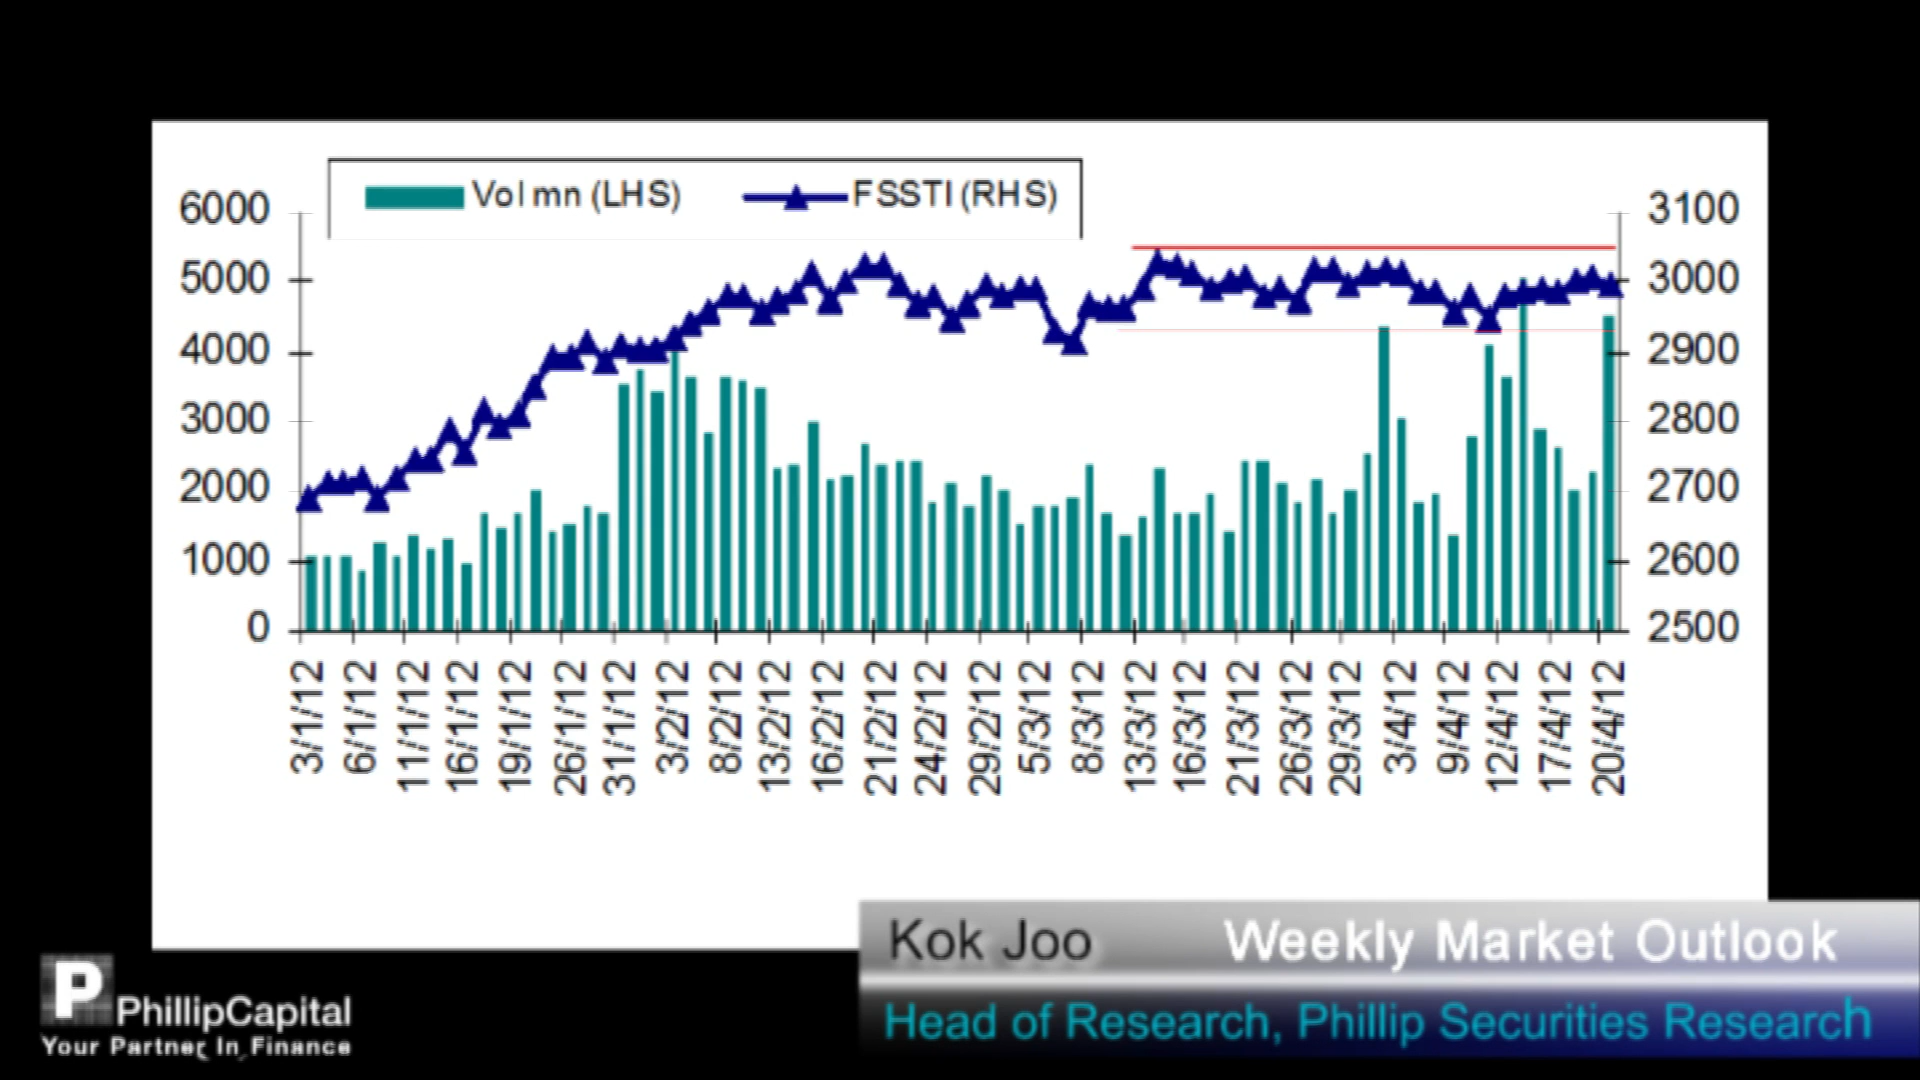 Vol mn (LHS) FSSTI (RHS)
6000 3100
5000 3000
4000 2900
3000 2800
2000 2700
1000 2600
0 2500
3/1/12 6/1/12 11/1/12 16/1/12 19/1/12 26/1/12 31/1/12 3/2/12 8/2/12 13/2/12 16/2/12 21/2/12 24/2/12 29/2/12 5/3/12 8/3/12 13/3/12 16/3/12 21/3/12 26/3/12 29/3/12 3/4/12 9/4/12 12/4/12 17/4/12 20/4/12
Kok Joo Weekly Market Outlook
Head of Research, Phillip Securities Research
P PhillipCapital
Your Partner In Finance